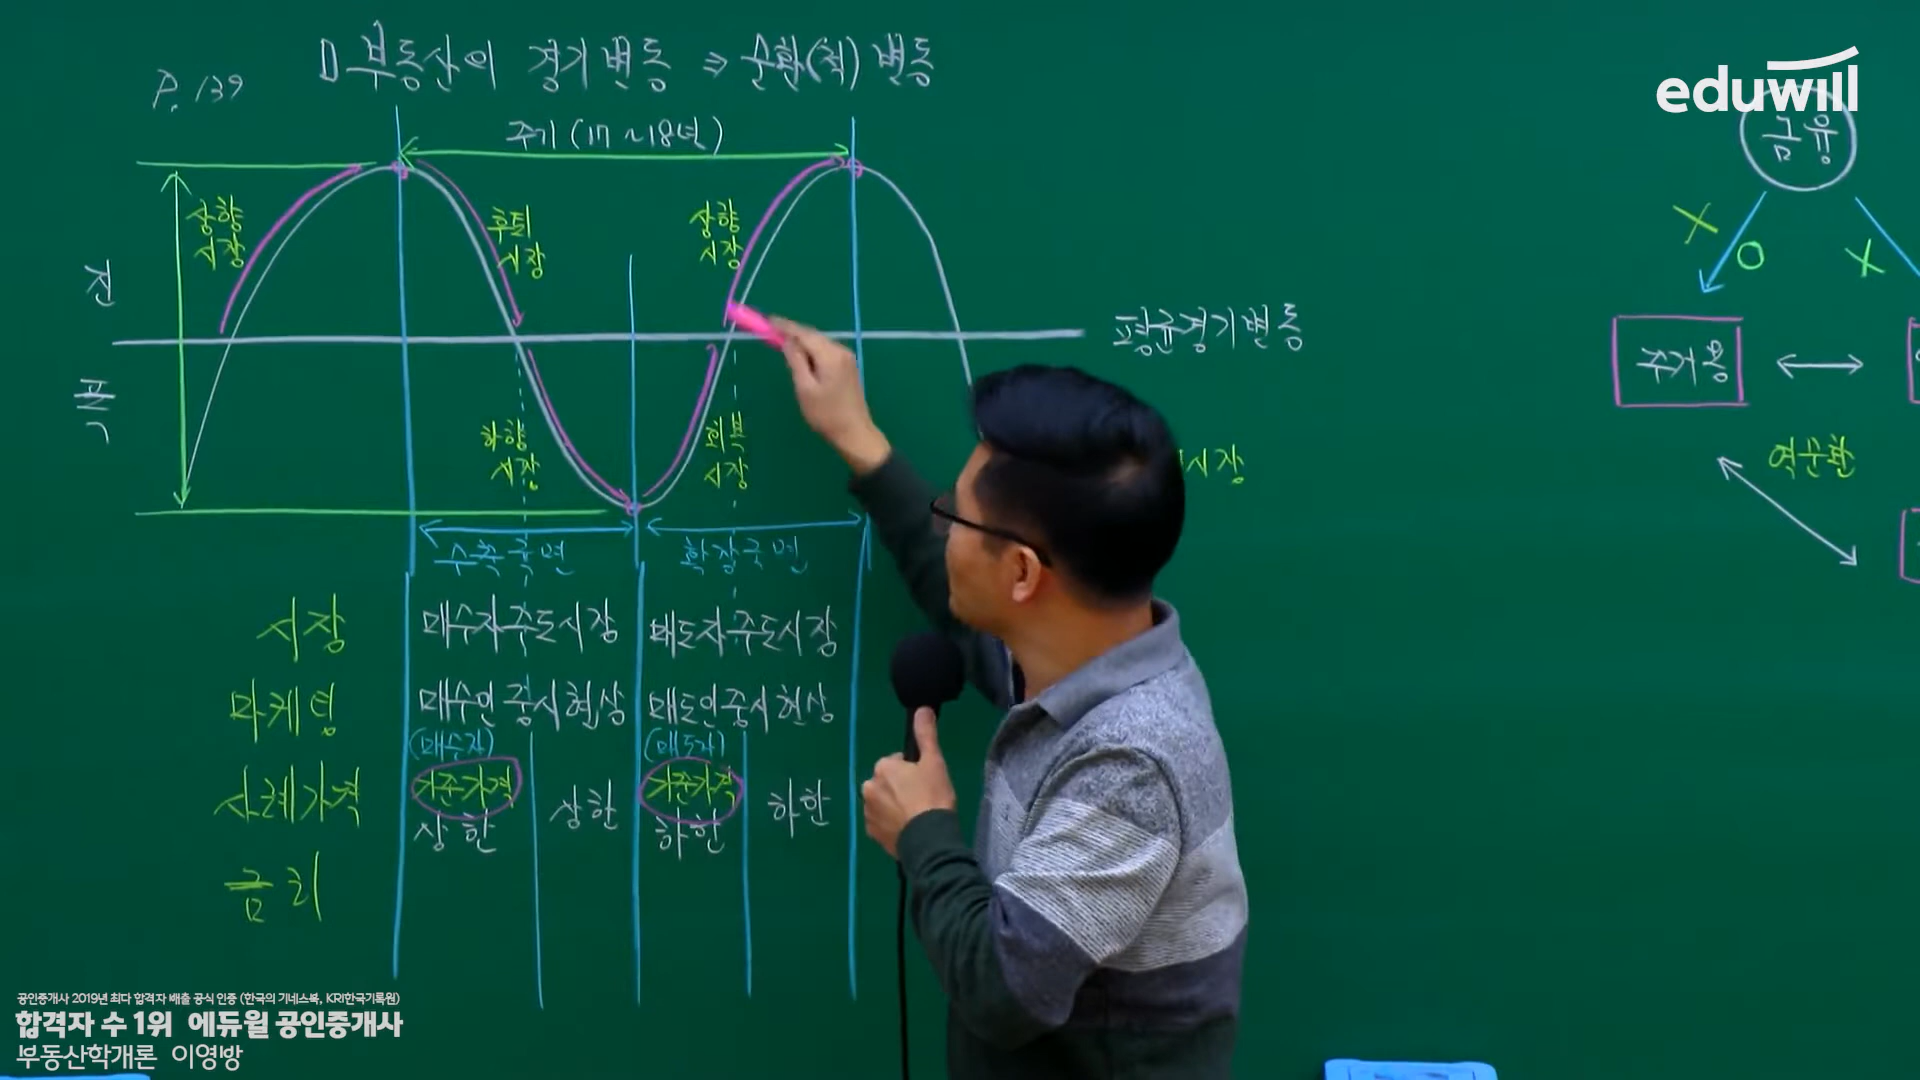 P. 139
① 부동산의 경기변동 ⇒ 순환(적) 변동
eduwill
금융
주기 (17 ~18년)
상향
시장
후퇴
시장
상향
시장
X
O
X
진
폭
평균경기변동
주거용
하향
시장
회복
시장
시장
역순환
수축국면
확장국면
시장
매수자주도시장
매도자주도시장
마케팅
매수인 중시현상
매도인 중시현상
(매수자)
(매도자)
사례가격
기준가격
상한
상한
기준가격
하한
하한
금리
공인중개사 2019년 최다 합격자 배출 공식 인증 (한국의 기네스북, KRI한국기록원)
합격자 수 1위 에듀윌 공인중개사
부동산학개론 이영방